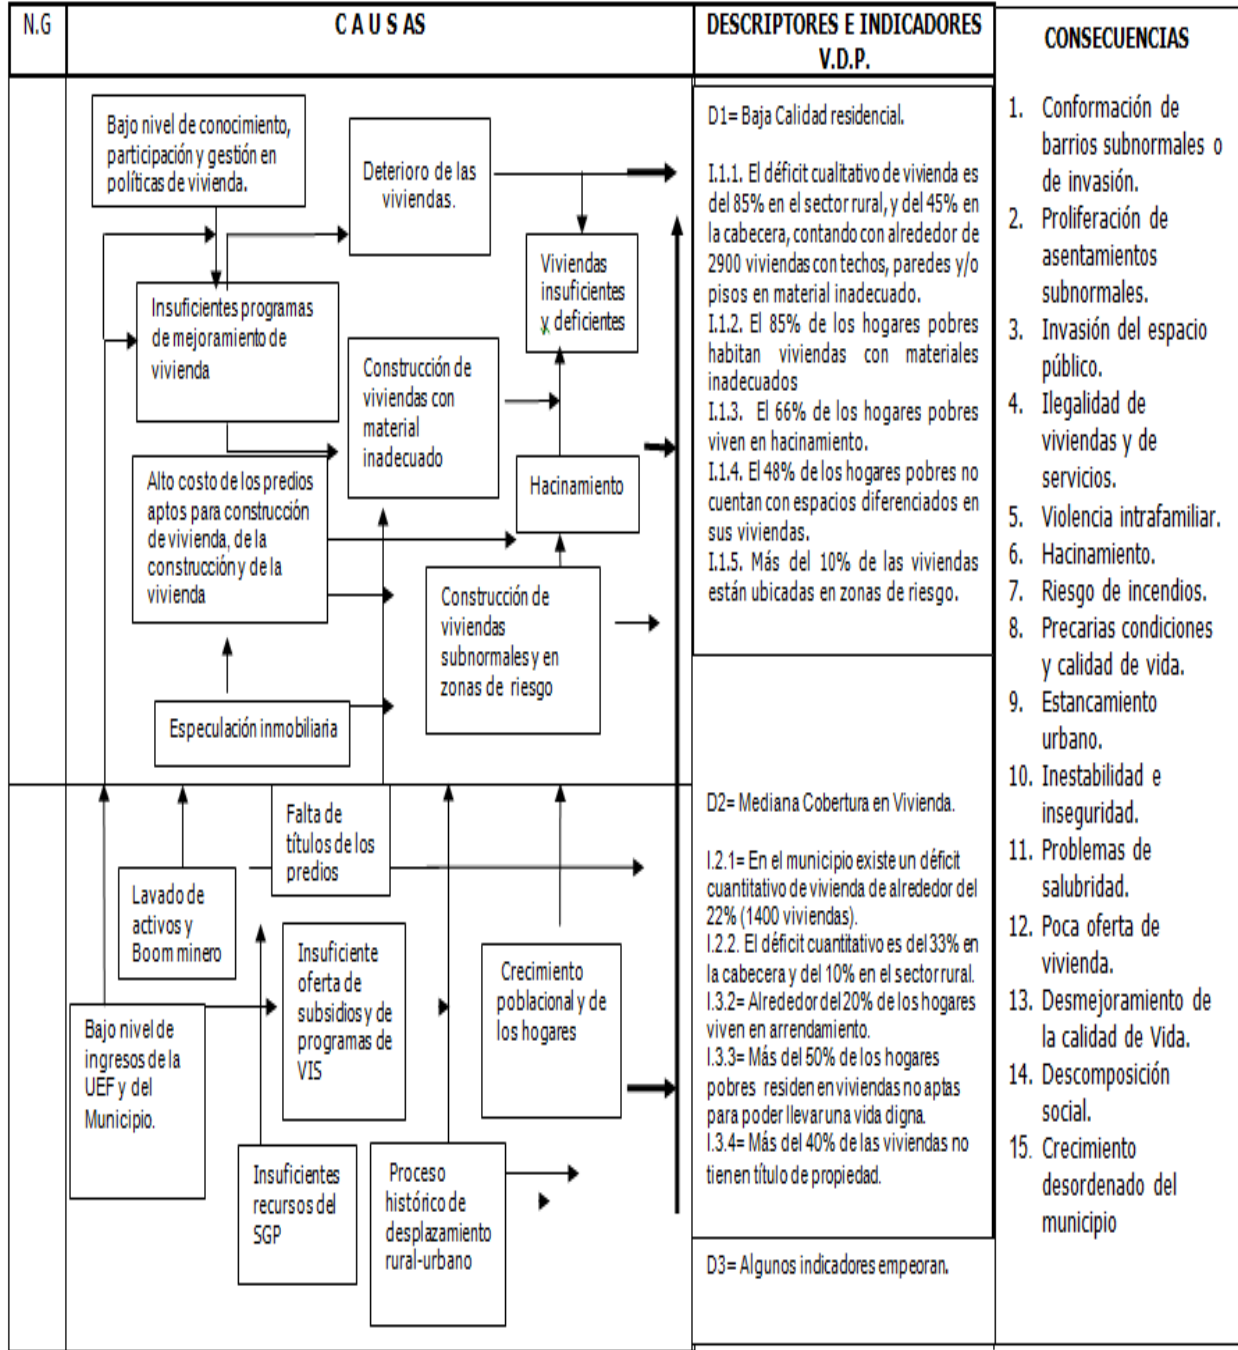 N.G
C A U S AS
DESCRIPTORES E INDICADORES
V.D.P.
CONSECUENCIAS
Bajo nivel de conocimiento,
participación y gestión en
políticas de vivienda.
Deterioro de las
viviendas.
Insuficientes programas
de mejoramiento de
vivienda
Viviendas
insuficientes
y deficientes
Construcción de
viviendas con
material
inadecuado
Alto costo de los predios
aptos para construcción
de vivienda, de la
construcción y de la
vivienda
Hacinamiento
Construcción de
viviendas
subnormales y en
zonas de riesgo
Especulación inmobiliaria
Falta de
títulos de los
predios
Lavado de
activos y
Boom minero
Insuficiente
oferta de
subsidios y de
programas de
VIS
Crecimiento
poblacional y de
los hogares
Bajo nivel de
ingresos de la
UEF y del
Municipio.
Insuficientes
recursos del
SGP
Proceso
histórico de
desplazamiento
rural-urbano
D1= Baja Calidad residencial.
I.1.1. El déficit cualitativo de vivienda es
del 85% en el sector rural, y del 45% en
la cabecera, contando con alrededor de
2900 viviendas con techos, paredes y/o
pisos en material inadecuado.
I.1.2. El 85% de los hogares pobres
habitan viviendas con materiales
inadecuados
I.1.3. El 66% de los hogares pobres
viven en hacinamiento.
I.1.4. El 48% de los hogares pobres no
cuentan con espacios diferenciados en
sus viviendas.
I.1.5. Más del 10% de las viviendas
están ubicadas en zonas de riesgo.
D2= Mediana Cobertura en Vivienda.
I.2.1= En el municipio existe un déficit
cuantitativo de vivienda de alrededor del
22% (1400 viviendas).
I.2.2. El déficit cuantitativo es del 33% en
la cabecera y del 10% en el sector rural.
I.3.2= Alrededor del 20% de los hogares
viven en arrendamiento.
I.3.3= Más del 50% de los hogares
pobres residen en viviendas no aptas
para poder llevar una vida digna.
I.3.4= Más del 40% de las viviendas no
tienen título de propiedad.
D3= Algunos indicadores empeoran.
1. Conformación de
barrios subnormales o
de invasión.
2. Proliferación de
asentamientos
subnormales.
3. Invasión del espacio
público.
4. Ilegalidad de
viviendas y de
servicios.
5. Violencia intrafamiliar.
6. Hacinamiento.
7. Riesgo de incendios.
8. Precarias condiciones
y calidad de vida.
9. Estancamiento
urbano.
10. Inestabilidad e
inseguridad.
11. Problemas de
salubridad.
12. Poca oferta de
vivienda.
13. Desmejoramiento de
la calidad de Vida.
14. Descomposición
social.
15. Crecimiento
desordenado del
municipio